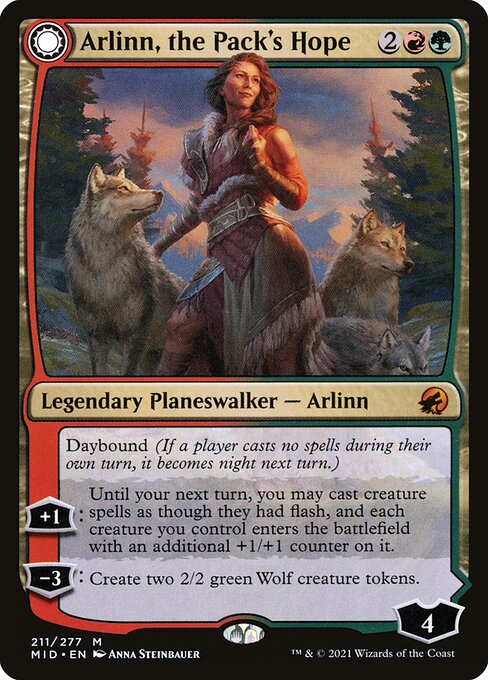 Arlinn, the Pack's Hope 2
Legendary Planeswalker — Arlinn
Daybound (If a player casts no spells during their
own turn, it becomes night next turn.)
Until your next turn, you may cast creature
+1 : spells as though they had flash, and each
creature you control enters the battlefield
with an additional +1/+1 counter on it.
−3 : Create two 2/2 green Wolf creature tokens.
4
211/277 M
MID • EN Anna Steinbauer ™ & © 2021 Wizards of the Coast